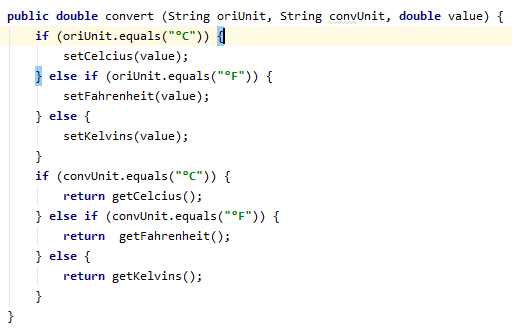 public double convert (String oriUnit, String convUnit, double value) {
    if (oriUnit.equals("°C")) {
        setCelcius(value);
    } else if (oriUnit.equals("°F")) {
        setFahrenheit(value);
    } else {
        setKelvins(value);
    }
    if (convUnit.equals("°C")) {
        return getCelcius();
    } else if (convUnit.equals("°F")) {
        return  getFahrenheit();
    } else {
        return getKelvins();
    }
}